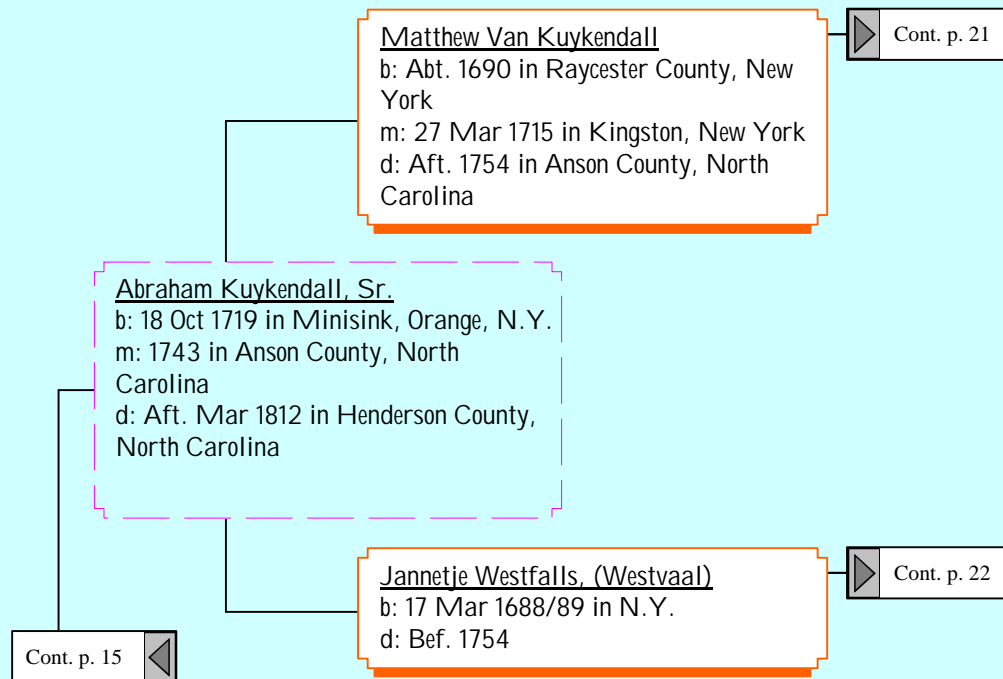 Matthew Van Kuykendall
b: Abt. 1690 in Raycester County, New
York
m: 27 Mar 1715 in Kingston, New York
d: Aft. 1754 in Anson County, North
Carolina
Cont. p. 21
Abraham Kuykendall, Sr.
b: 18 Oct 1719 in Minisink, Orange, N.Y.
m: 1743 in Anson County, North
Carolina
d: Aft. Mar 1812 in Henderson County,
North Carolina
Jannetje Westfalls, (Westvaal)
b: 17 Mar 1688/89 in N.Y.
d: Bef. 1754
Cont. p. 22
Cont. p. 15